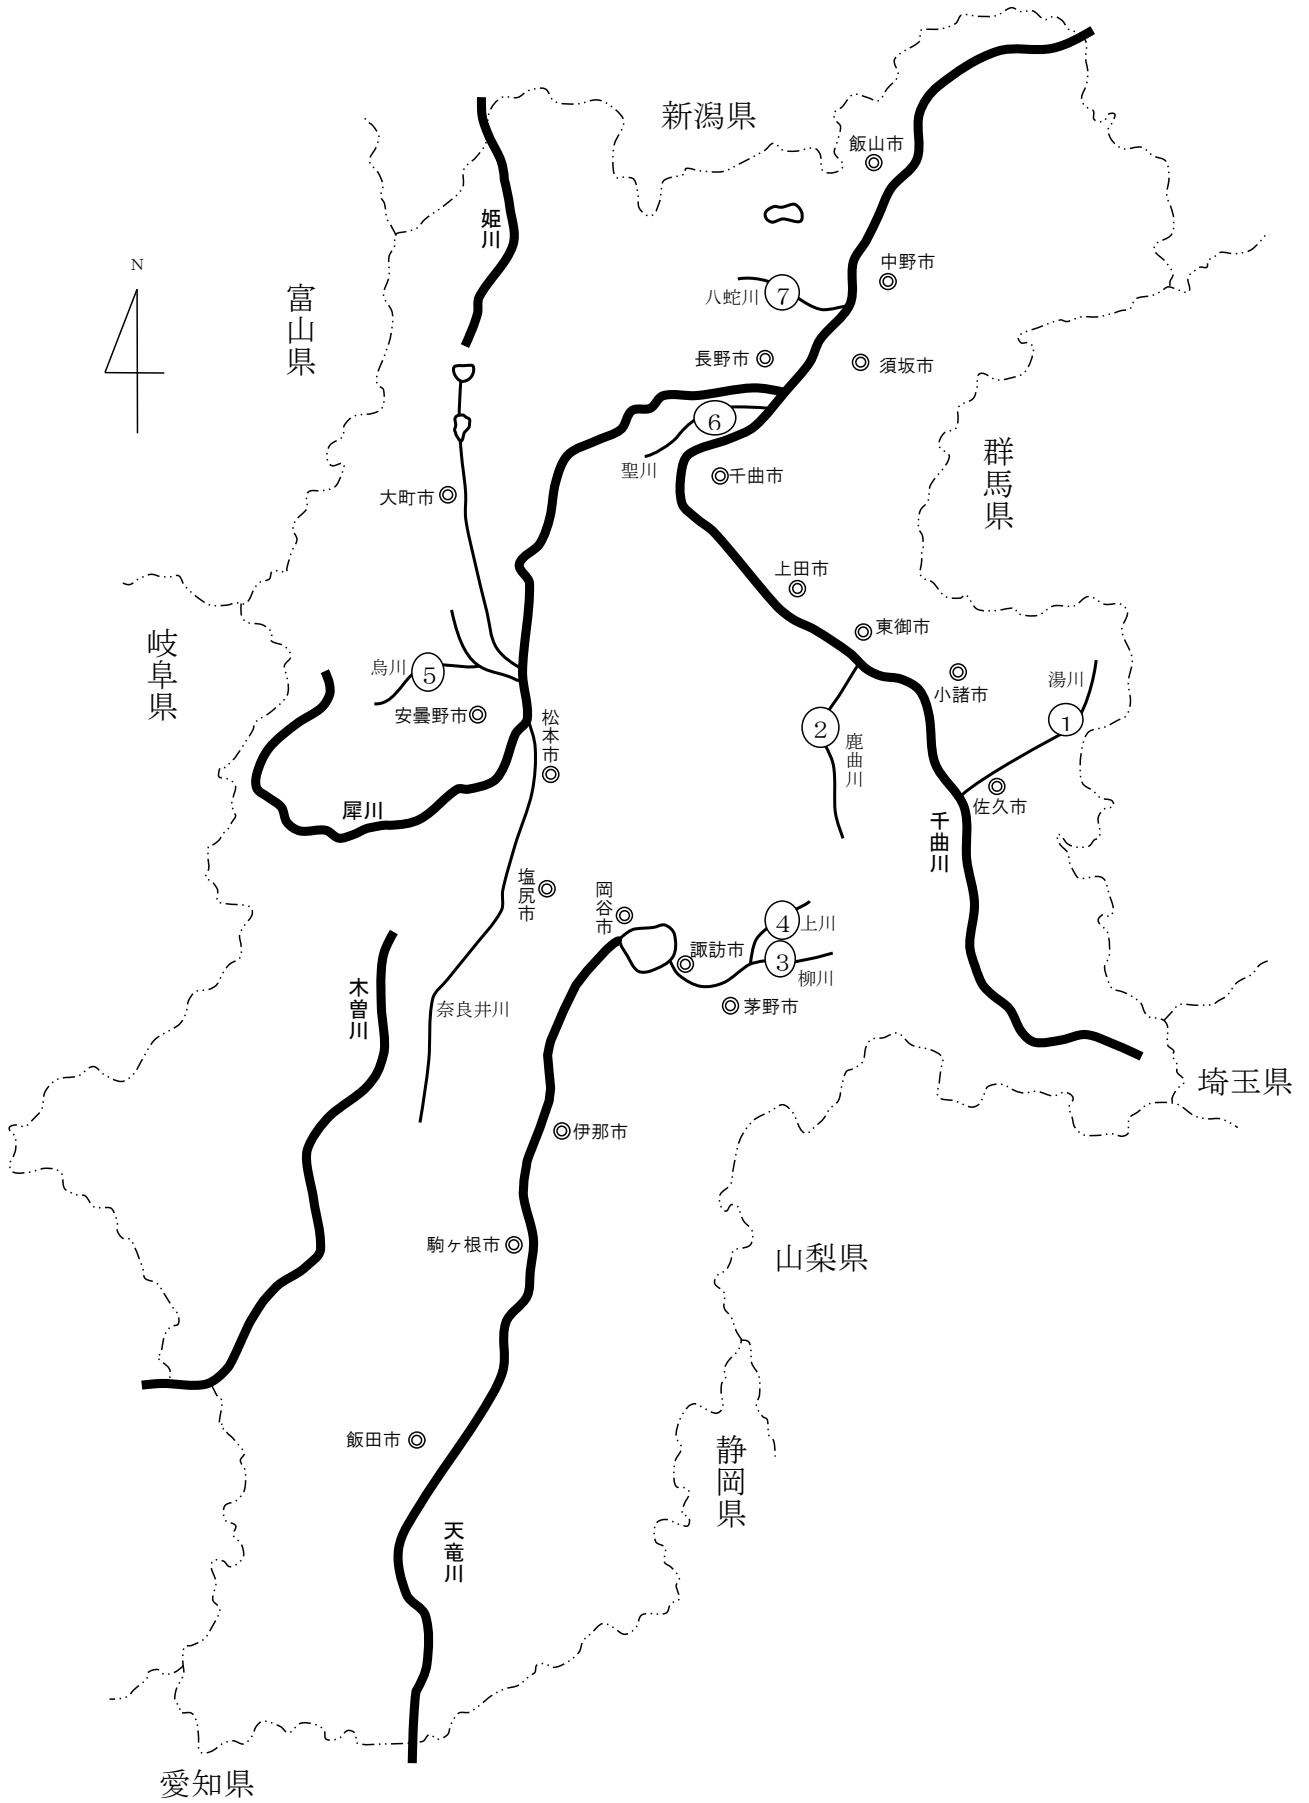 新潟県
飯山市
姫川
N
中野市
富山県
八蛇川
7
長野市
須坂市
6
聖川
千曲市
群馬県
大町市
上田市
東御市
岐阜県
烏川
5
小諸市
湯川
安曇野市
松本市
1
2
鹿曲川
佐久市
犀川
千曲川
塩尻市
岡谷市
4
上川
諏訪市
3
柳川
木曽川
奈良井川
茅野市
埼玉県
伊那市
駒ヶ根市
山梨県
飯田市
静岡県
天竜川
愛知県